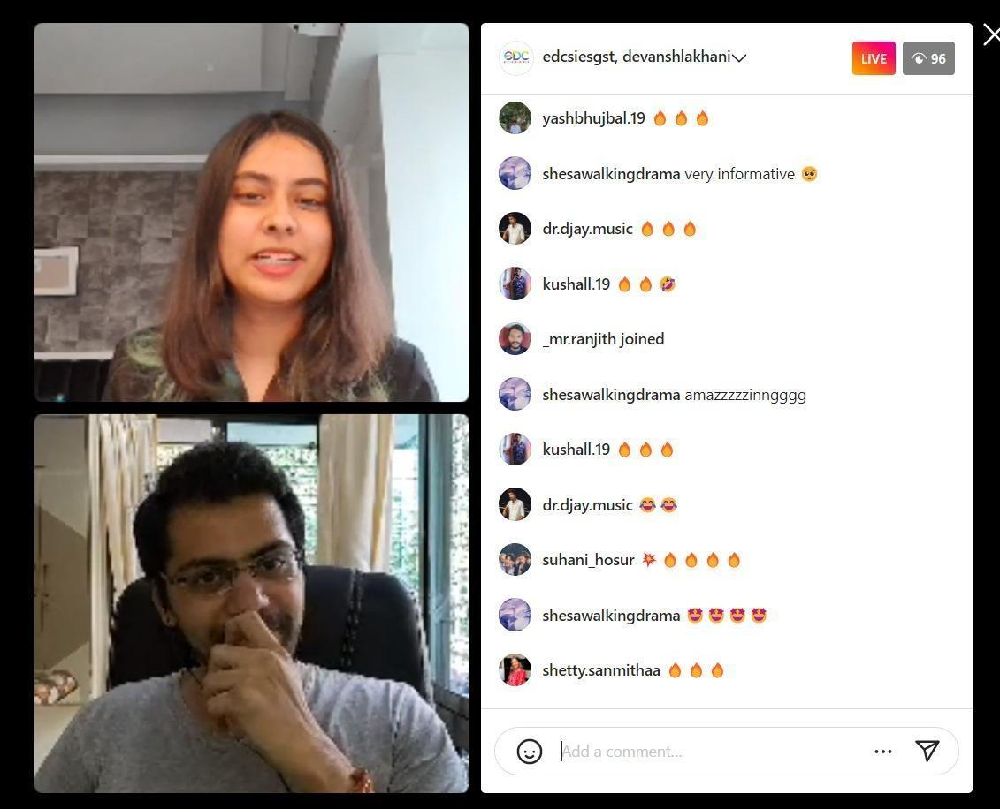 EDC
edcsiesgst, devanshlakhani
LIVE
96
yashbhujbal.19 🔥 🔥 🔥
shesawalkingdrama very informative 🥺
dr.djay.music 🔥 🔥 🔥
kushall.19 🔥 🔥 🤣
_mr.ranjith joined
shesawalkingdrama amazzzzzinngggg
kushall.19 🔥 🔥 🔥
dr.djay.music 😂 😂
suhani_hosur 💥 🔥 🔥 🔥 🔥
shesawalkingdrama 🤩 🤩 🤩 🤩
shetty.sanmithaa 🔥 🔥 🔥
Add a comment...